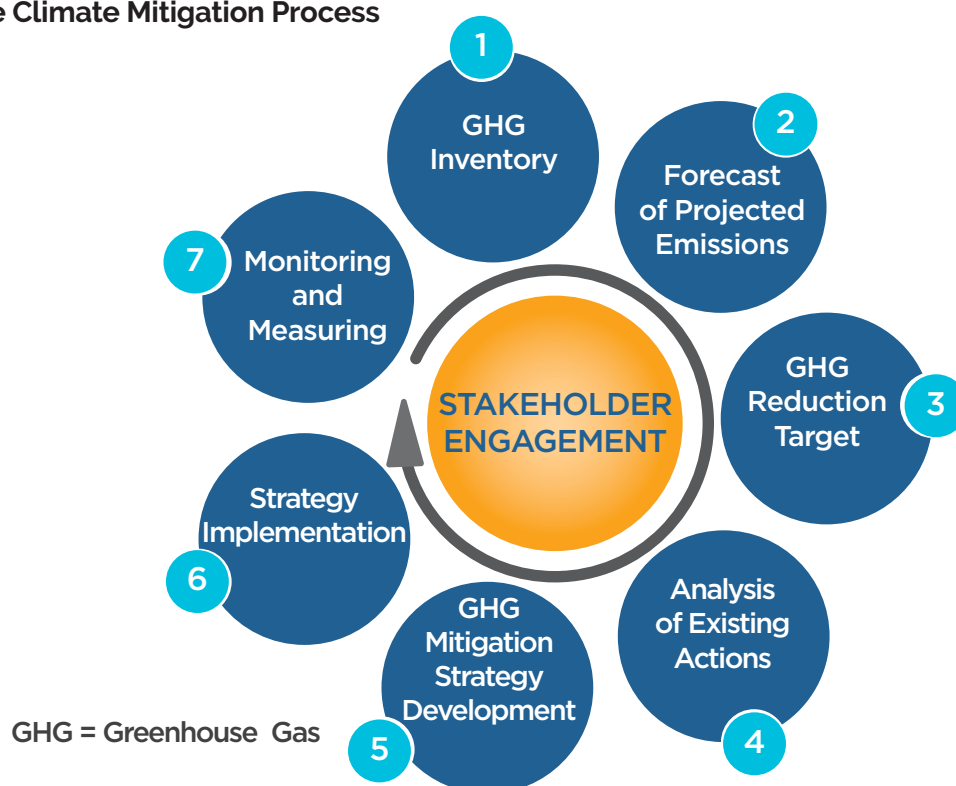 e Climate Mitigation Process
1
GHG
Inventory
2
Forecast
of Projected
Emissions
3
GHG
Reduction
Target
4
Analysis
of Existing
Actions
5
GHG
Mitigation
Strategy
Development
6
Strategy
Implementation
7
Monitoring
and
Measuring
STAKEHOLDER
ENGAGEMENT
GHG = Greenhouse Gas